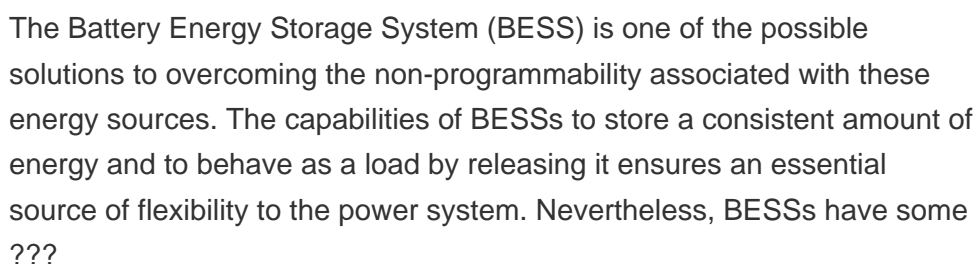 The Battery Energy Storage System (BESS) is one of the possible
solutions to overcoming the non-programmability associated with these
energy sources. The capabilities of BESSs to store a consistent amount of
energy and to behave as a load by releasing it ensures an essential
source of flexibility to the power system. Nevertheless, BESSs have some
???